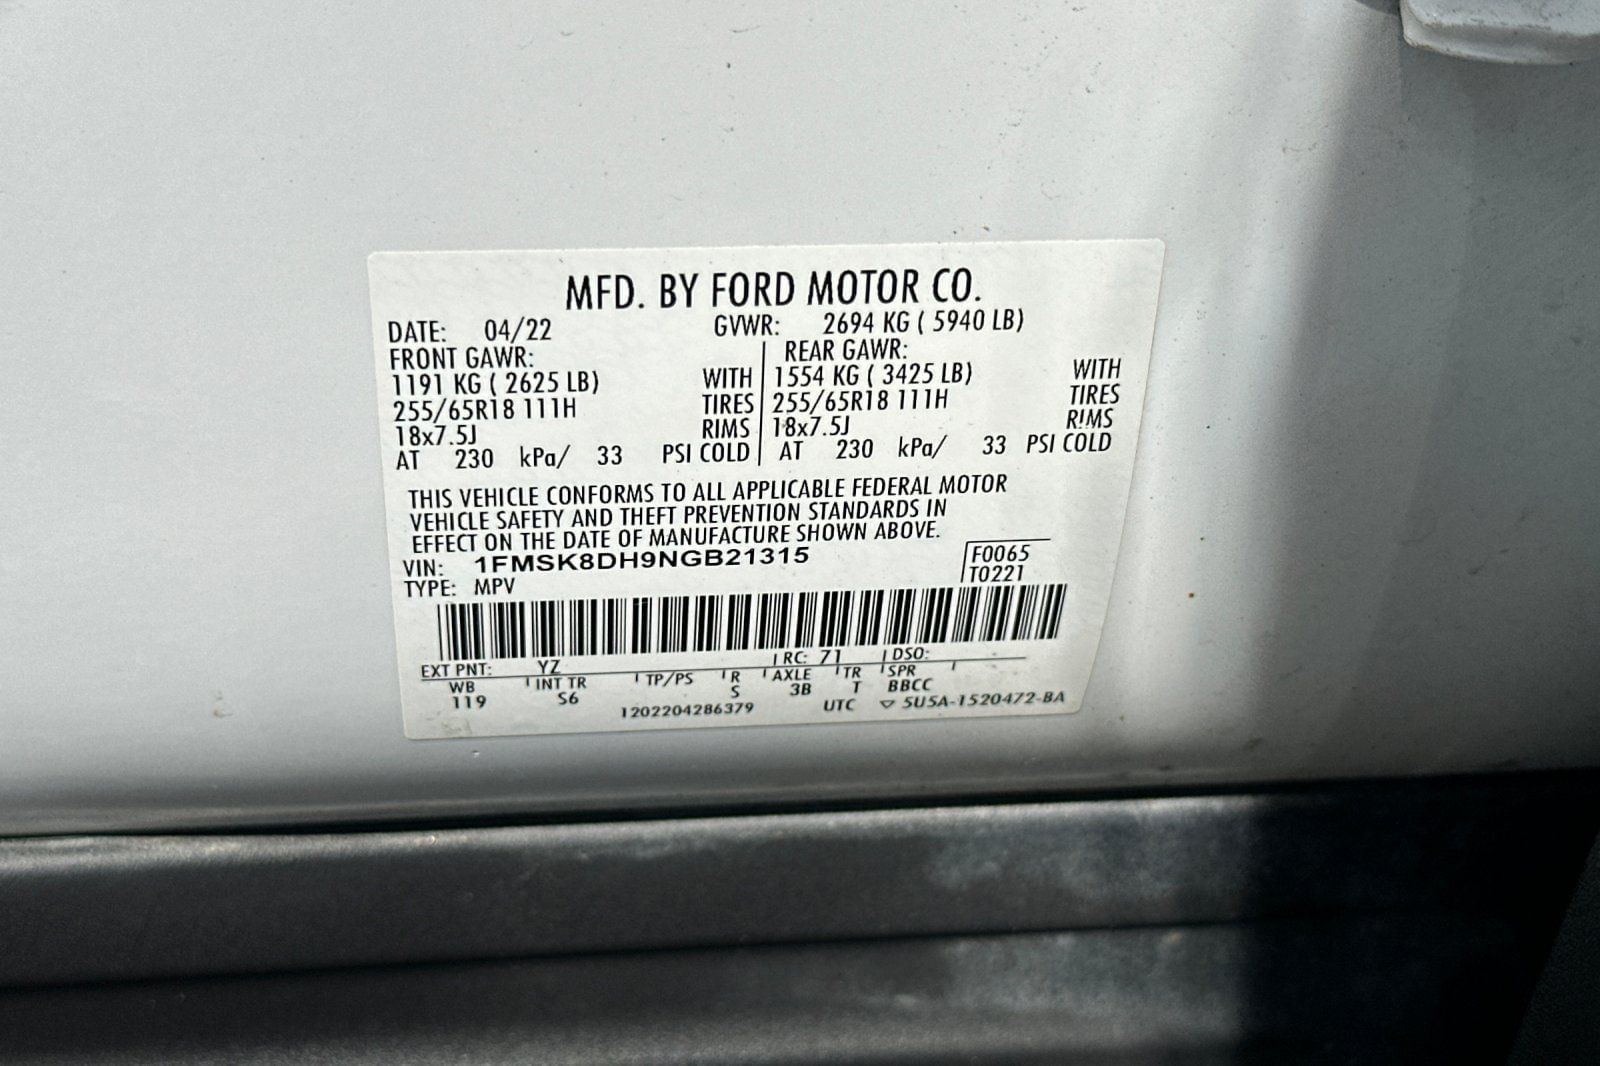 MFD. BY FORD MOTOR CO.
DATE: 04/22 GVWR: 2694 KG ( 5940 LB)
FRONT GAWR: REAR GAWR:
1191 KG ( 2625 LB) WITH 1554 KG ( 3425 LB) WITH
255/65R18 111H TIRES 255/65R18 111H TIRES
18x7.5J RIMS 18x7.5J RIMS
AT 230 kPa/ 33 PSI COLD AT 230 kPa/ 33 PSI COLD
THIS VEHICLE CONFORMS TO ALL APPLICABLE FEDERAL MOTOR
VEHICLE SAFETY AND THEFT PREVENTION STANDARDS IN
EFFECT ON THE DATE OF MANUFACTURE SHOWN ABOVE.
VIN: 1FMSK8DH9NGB21315 F0065
TYPE: MPV T0221
EXT PNT: YZ RC: 71 DSO:
WB INT TR TP/PS R AXLE TR SPR
119 S6 S 3B T BBCC
1202204286379 UTC ▽ 5U5A-1520472-BA